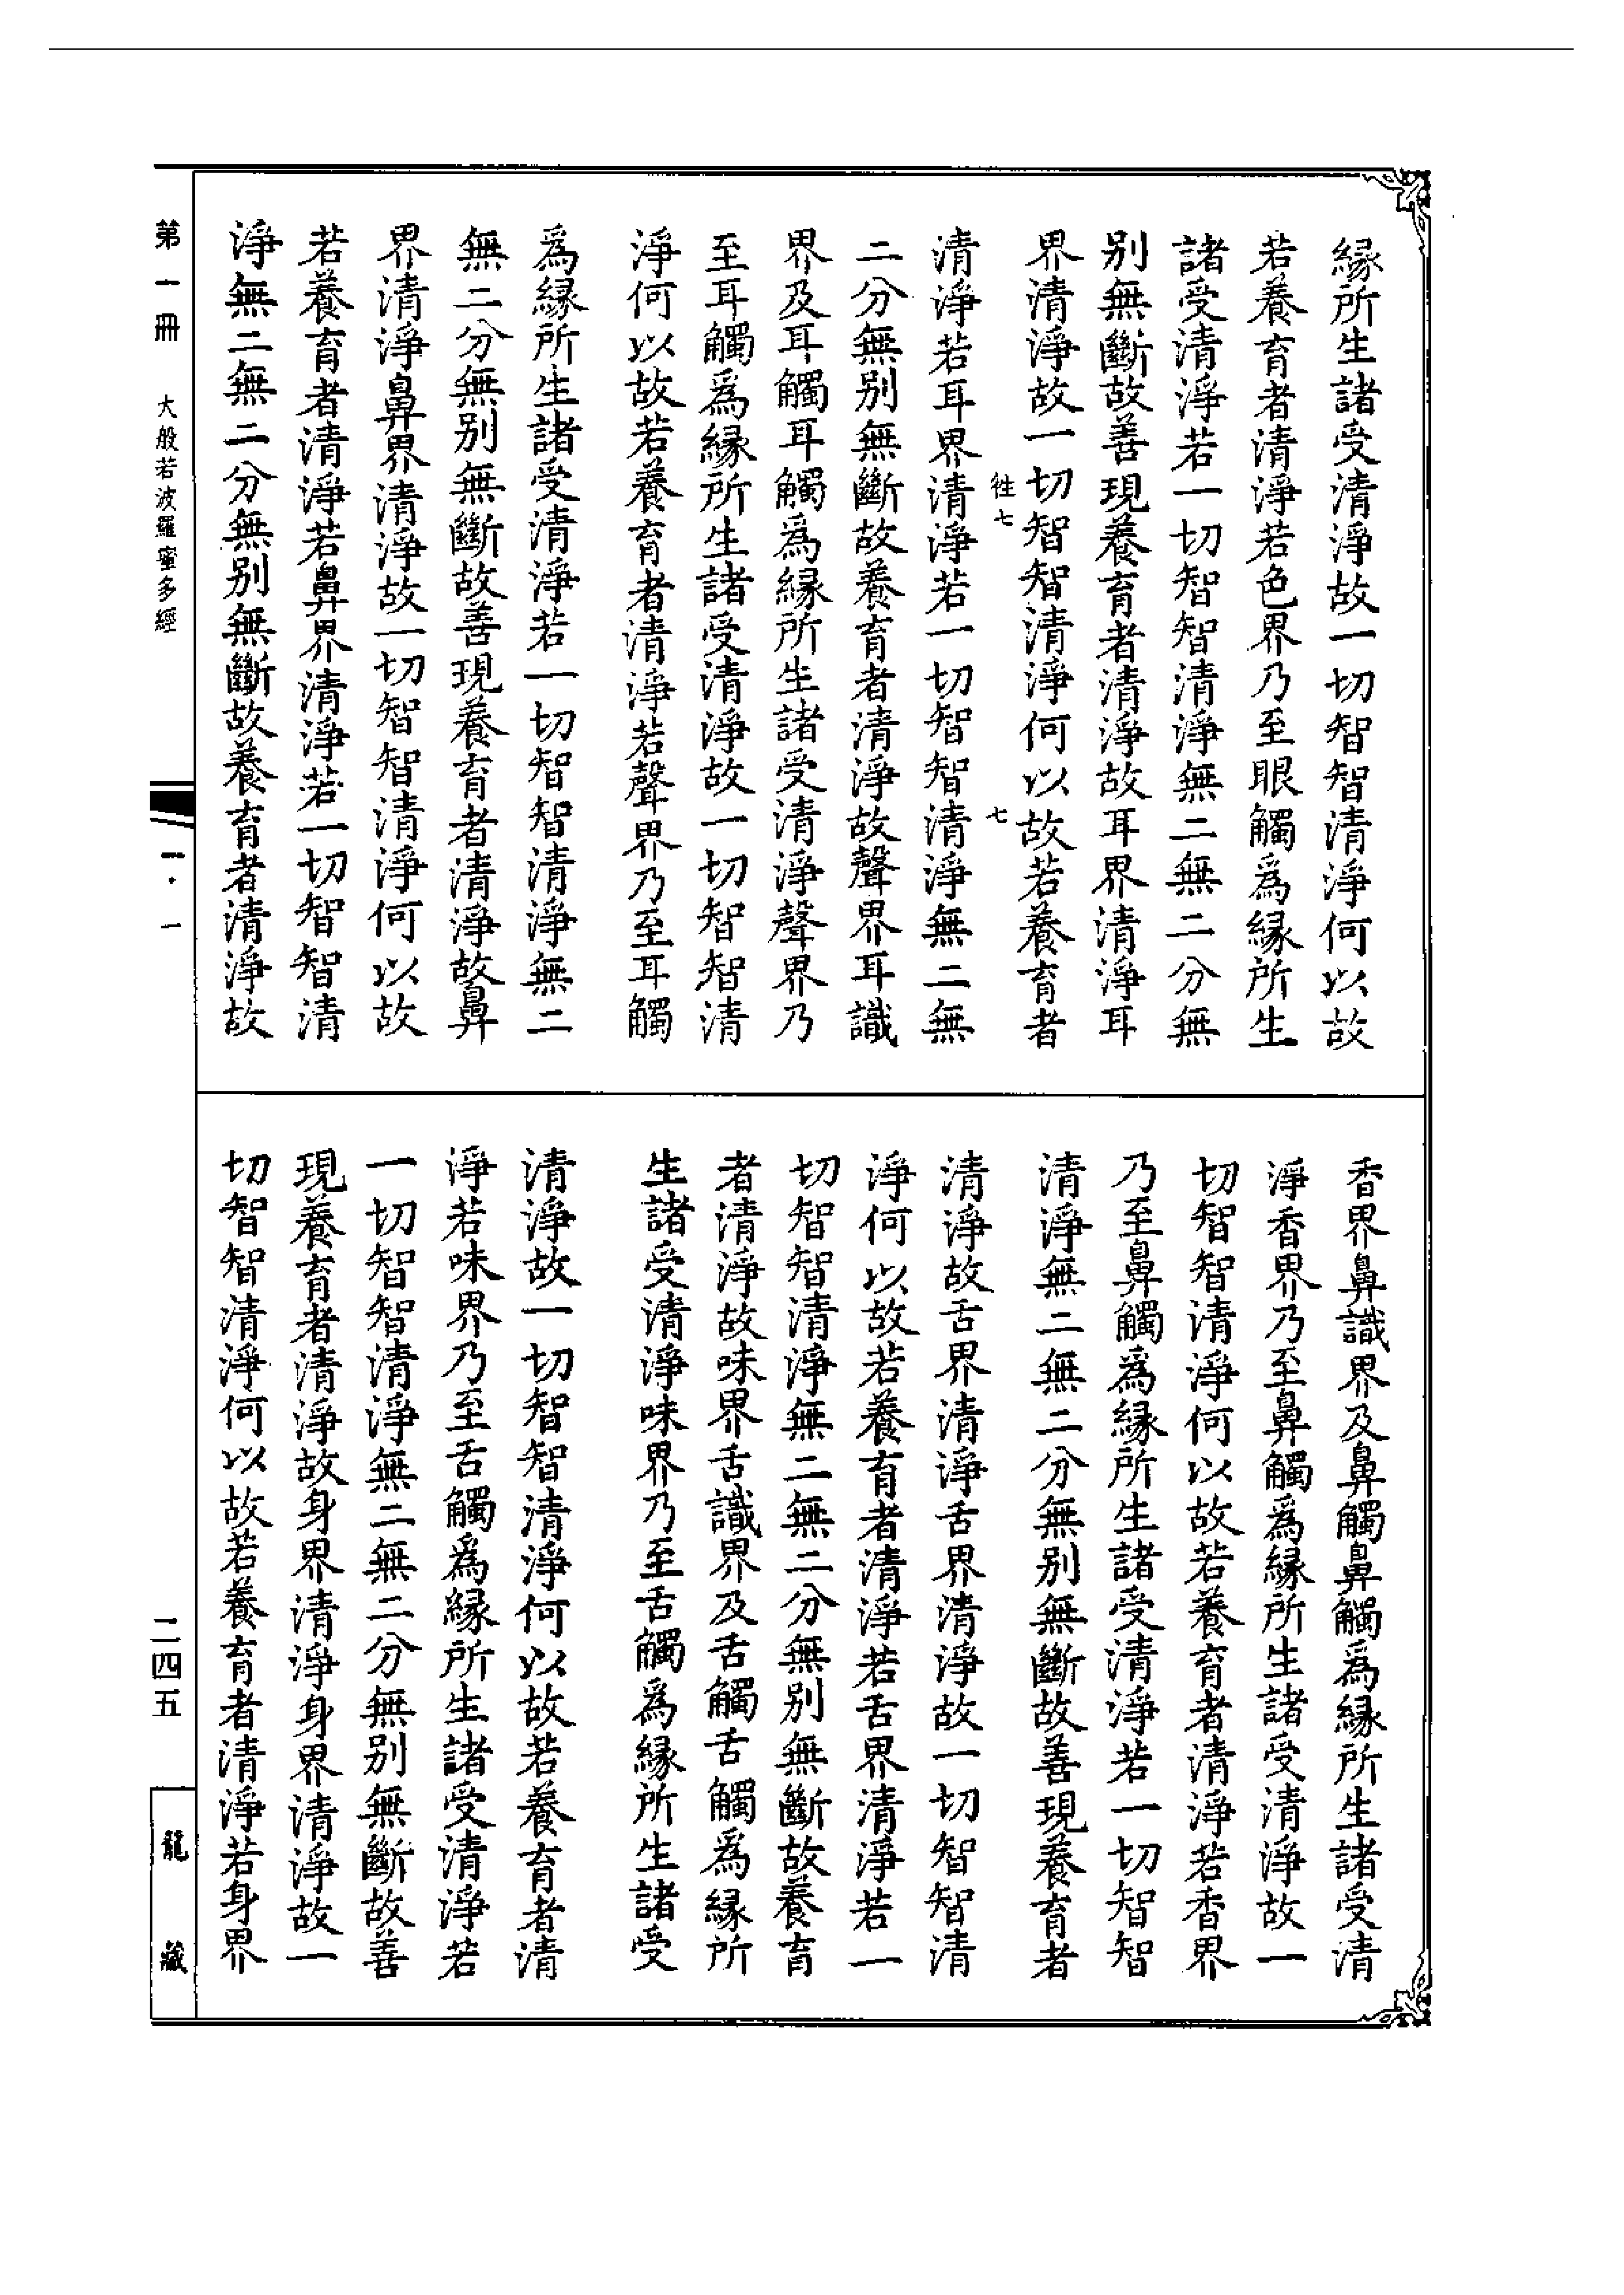 緣所生諸受清淨故一切智智清淨何以故
若養育者清淨若色界乃至眼觸爲緣所生
諸受清淨若一切智智清淨無二無二分無
别無斷故善現養育者清淨故耳界清淨耳
界清淨故一切智智清淨何以故若養育者
徃七 七
清淨若耳界清淨若一切智智清淨無二無
二分無别無斷故養育者清淨故聲界耳識
界及耳觸耳觸爲緣所生諸受清淨聲界乃
至耳觸爲緣所生諸受清淨故一切智智清
淨何以故若養育者清淨若聲界乃至耳觸
爲緣所生諸受清淨若一切智智清淨無二
無二分無别無斷故善現養育者清淨故鼻
界清淨鼻界清淨故一切智智清淨何以故
若養育者清淨若鼻界清淨若一切智智清
淨無二無二分無别無斷故養育者清淨故
香界鼻識界及鼻觸鼻觸爲緣所生諸受清
淨香界乃至鼻觸爲緣所生諸受清淨故一
切智智清淨何以故若養育者清淨若香界
乃至鼻觸爲緣所生諸受清淨若一切智智
清淨無二無二分無别無斷故善現養育者
清淨故舌界清淨舌界清淨故一切智智清
淨何以故若養育者清淨若舌界清淨若一
切智智清淨無二無二分無别無斷故養育
者清淨故味界舌識界及舌觸舌觸爲緣所
生諸受清淨味界乃至舌觸爲緣所生諸受
清淨故一切智智清淨何以故若養育者清
淨若味界乃至舌觸爲緣所生諸受清淨若
一切智智清淨無二無二分無别無斷故善
現養育者清淨故身界清淨身界清淨故一
切智智清淨何以故若養育者清淨若身界
第一冊 大般若波羅蜜多經
一·一
二四五
龍藏